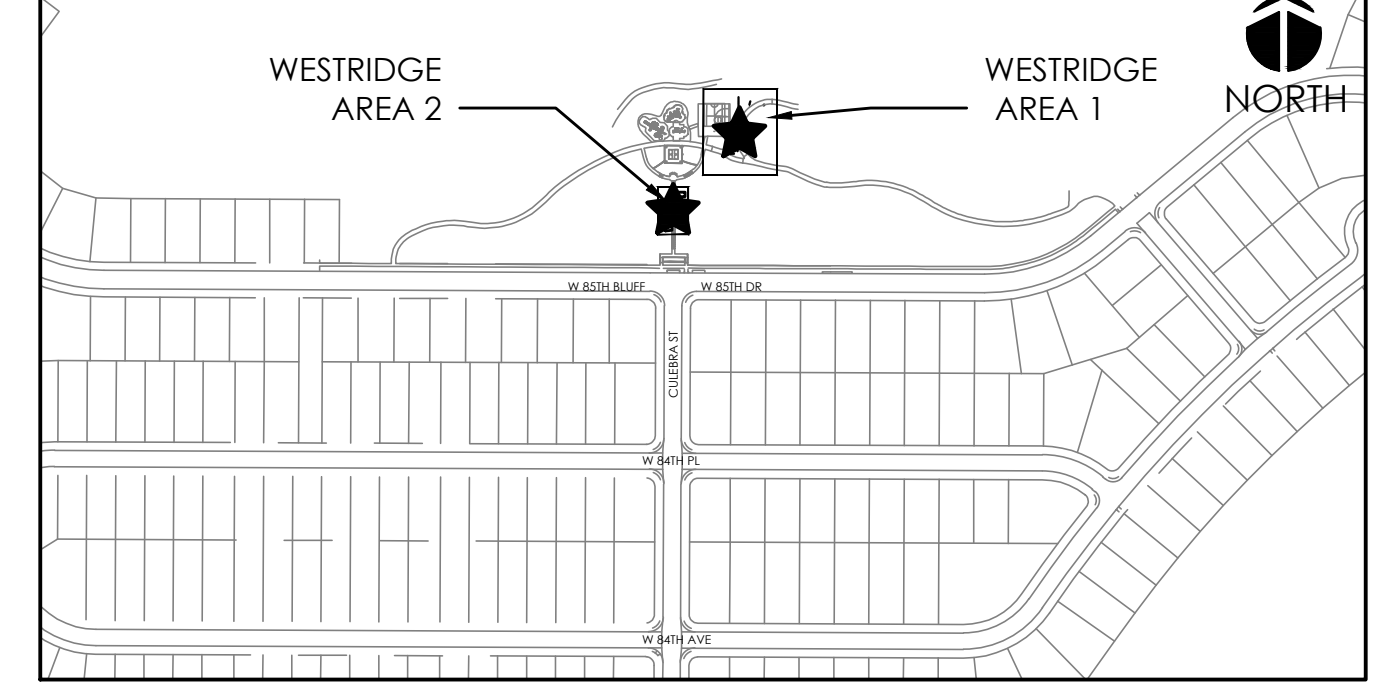 WESTRIDGE
AREA 2
WESTRIDGE
AREA 1
NORTH
W 85TH BLUFF
W 85TH DR
CULEBRA ST
W 84TH PL
W 84TH AVE